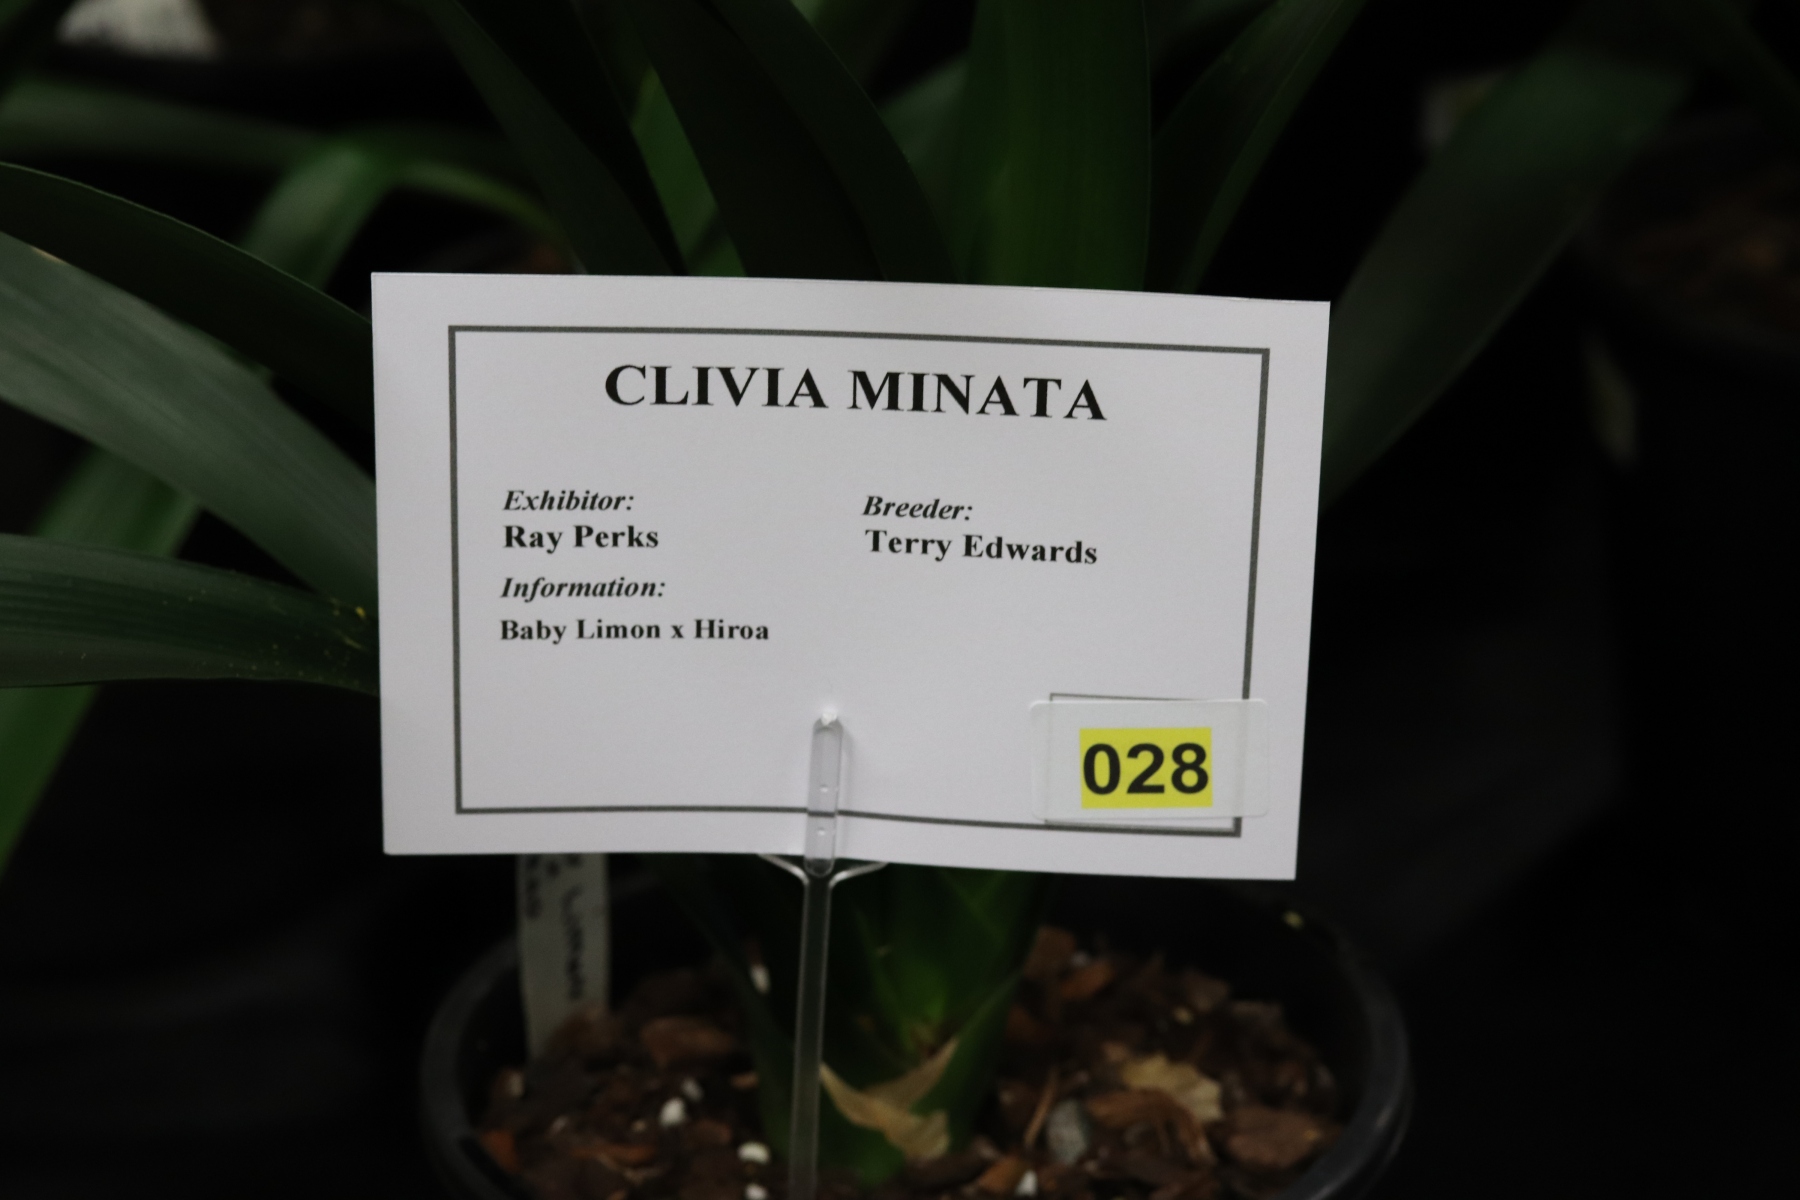 CLIVIA MINATA
Exhibitor:
Ray Perks
Breeder:
Terry Edwards
Information:
Baby Limon x Hiroa
028